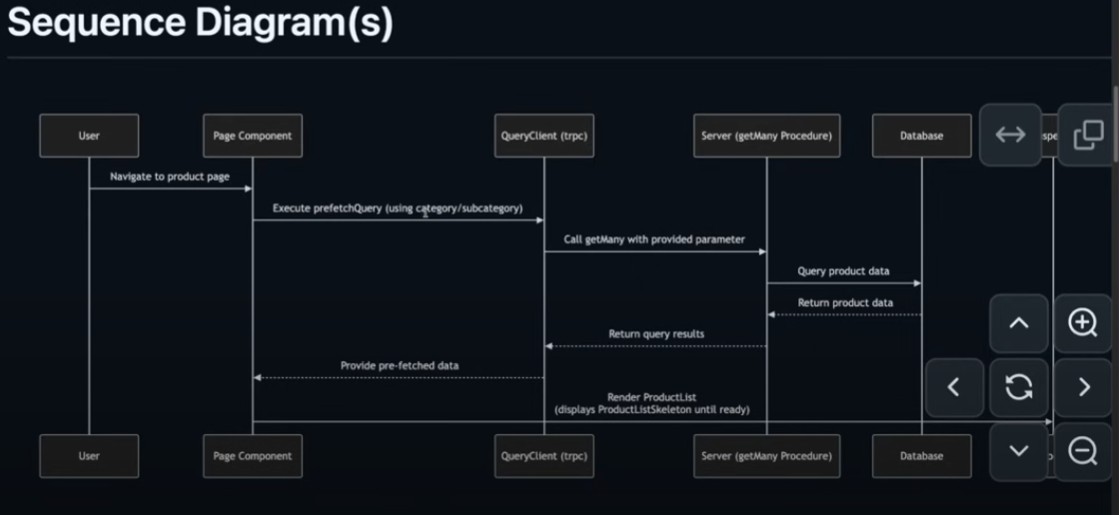 Sequence Diagram(s)
User
Page Component
QueryClient (trpc)
Server (getMany Procedure)
Database
Navigate to product page
Execute prefetchQuery (using category/subcategory)
Call getMany with provided parameter
Query product data
Return product data
Return query results
Provide pre-fetched data
Render ProductList
(displays ProductListSkeleton until ready)
User
Page Component
QueryClient (trpc)
Server (getMany Procedure)
Database